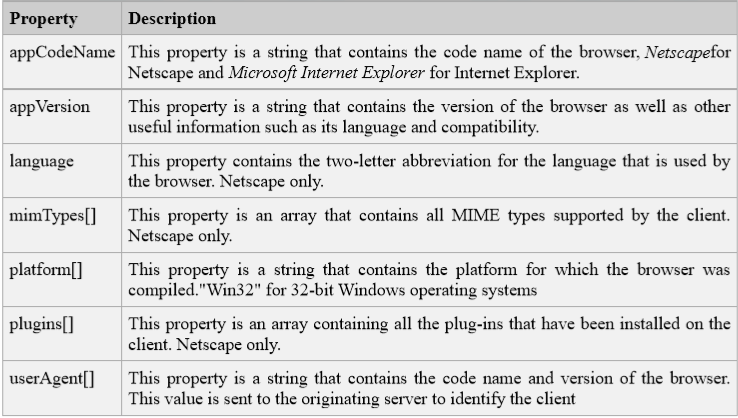 Property Description
appCodeName This property is a string that contains the code name of the browser, Netscapefor
Netscape and Microsoft Internet Explorer for Internet Explorer.
appVersion This property is a string that contains the version of the browser as well as other
useful information such as its language and compatibility.
language This property contains the two-letter abbreviation for the language that is used by
the browser. Netscape only.
mimTypes[] This property is an array that contains all MIME types supported by the client.
Netscape only.
platform[] This property is a string that contains the platform for which the browser was
compiled."Win32" for 32-bit Windows operating systems
plugins[] This property is an array containing all the plug-ins that have been installed on the
client. Netscape only.
userAgent[] This property is a string that contains the code name and version of the browser.
This value is sent to the originating server to identify the client